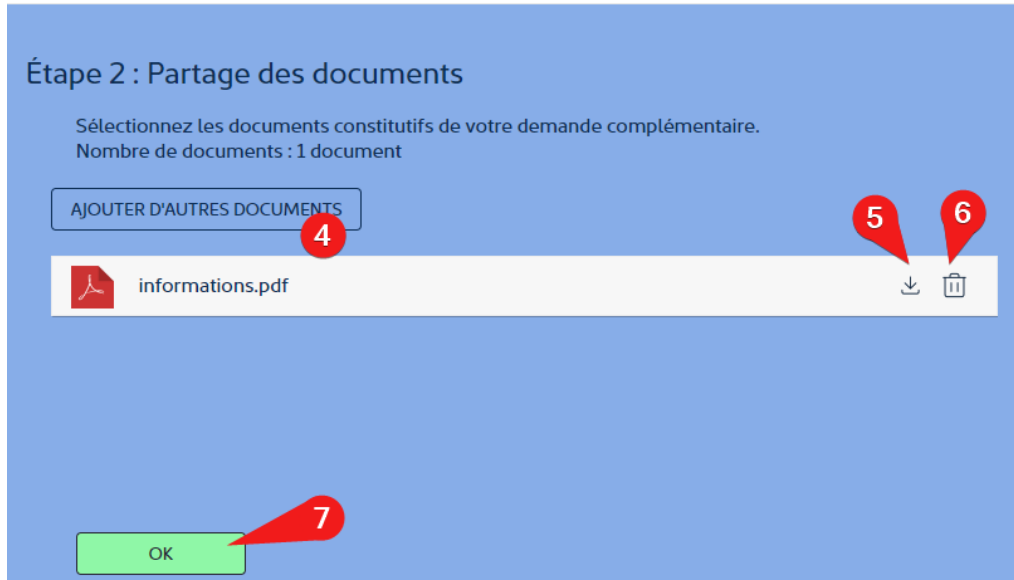 Étape 2 : Partage des documents
Sélectionnez les documents constitutifs de votre demande complémentaire.
Nombre de documents : 1 document
AJOUTER D'AUTRES DOCUMENTS
4
5
6
informations.pdf
7
OK